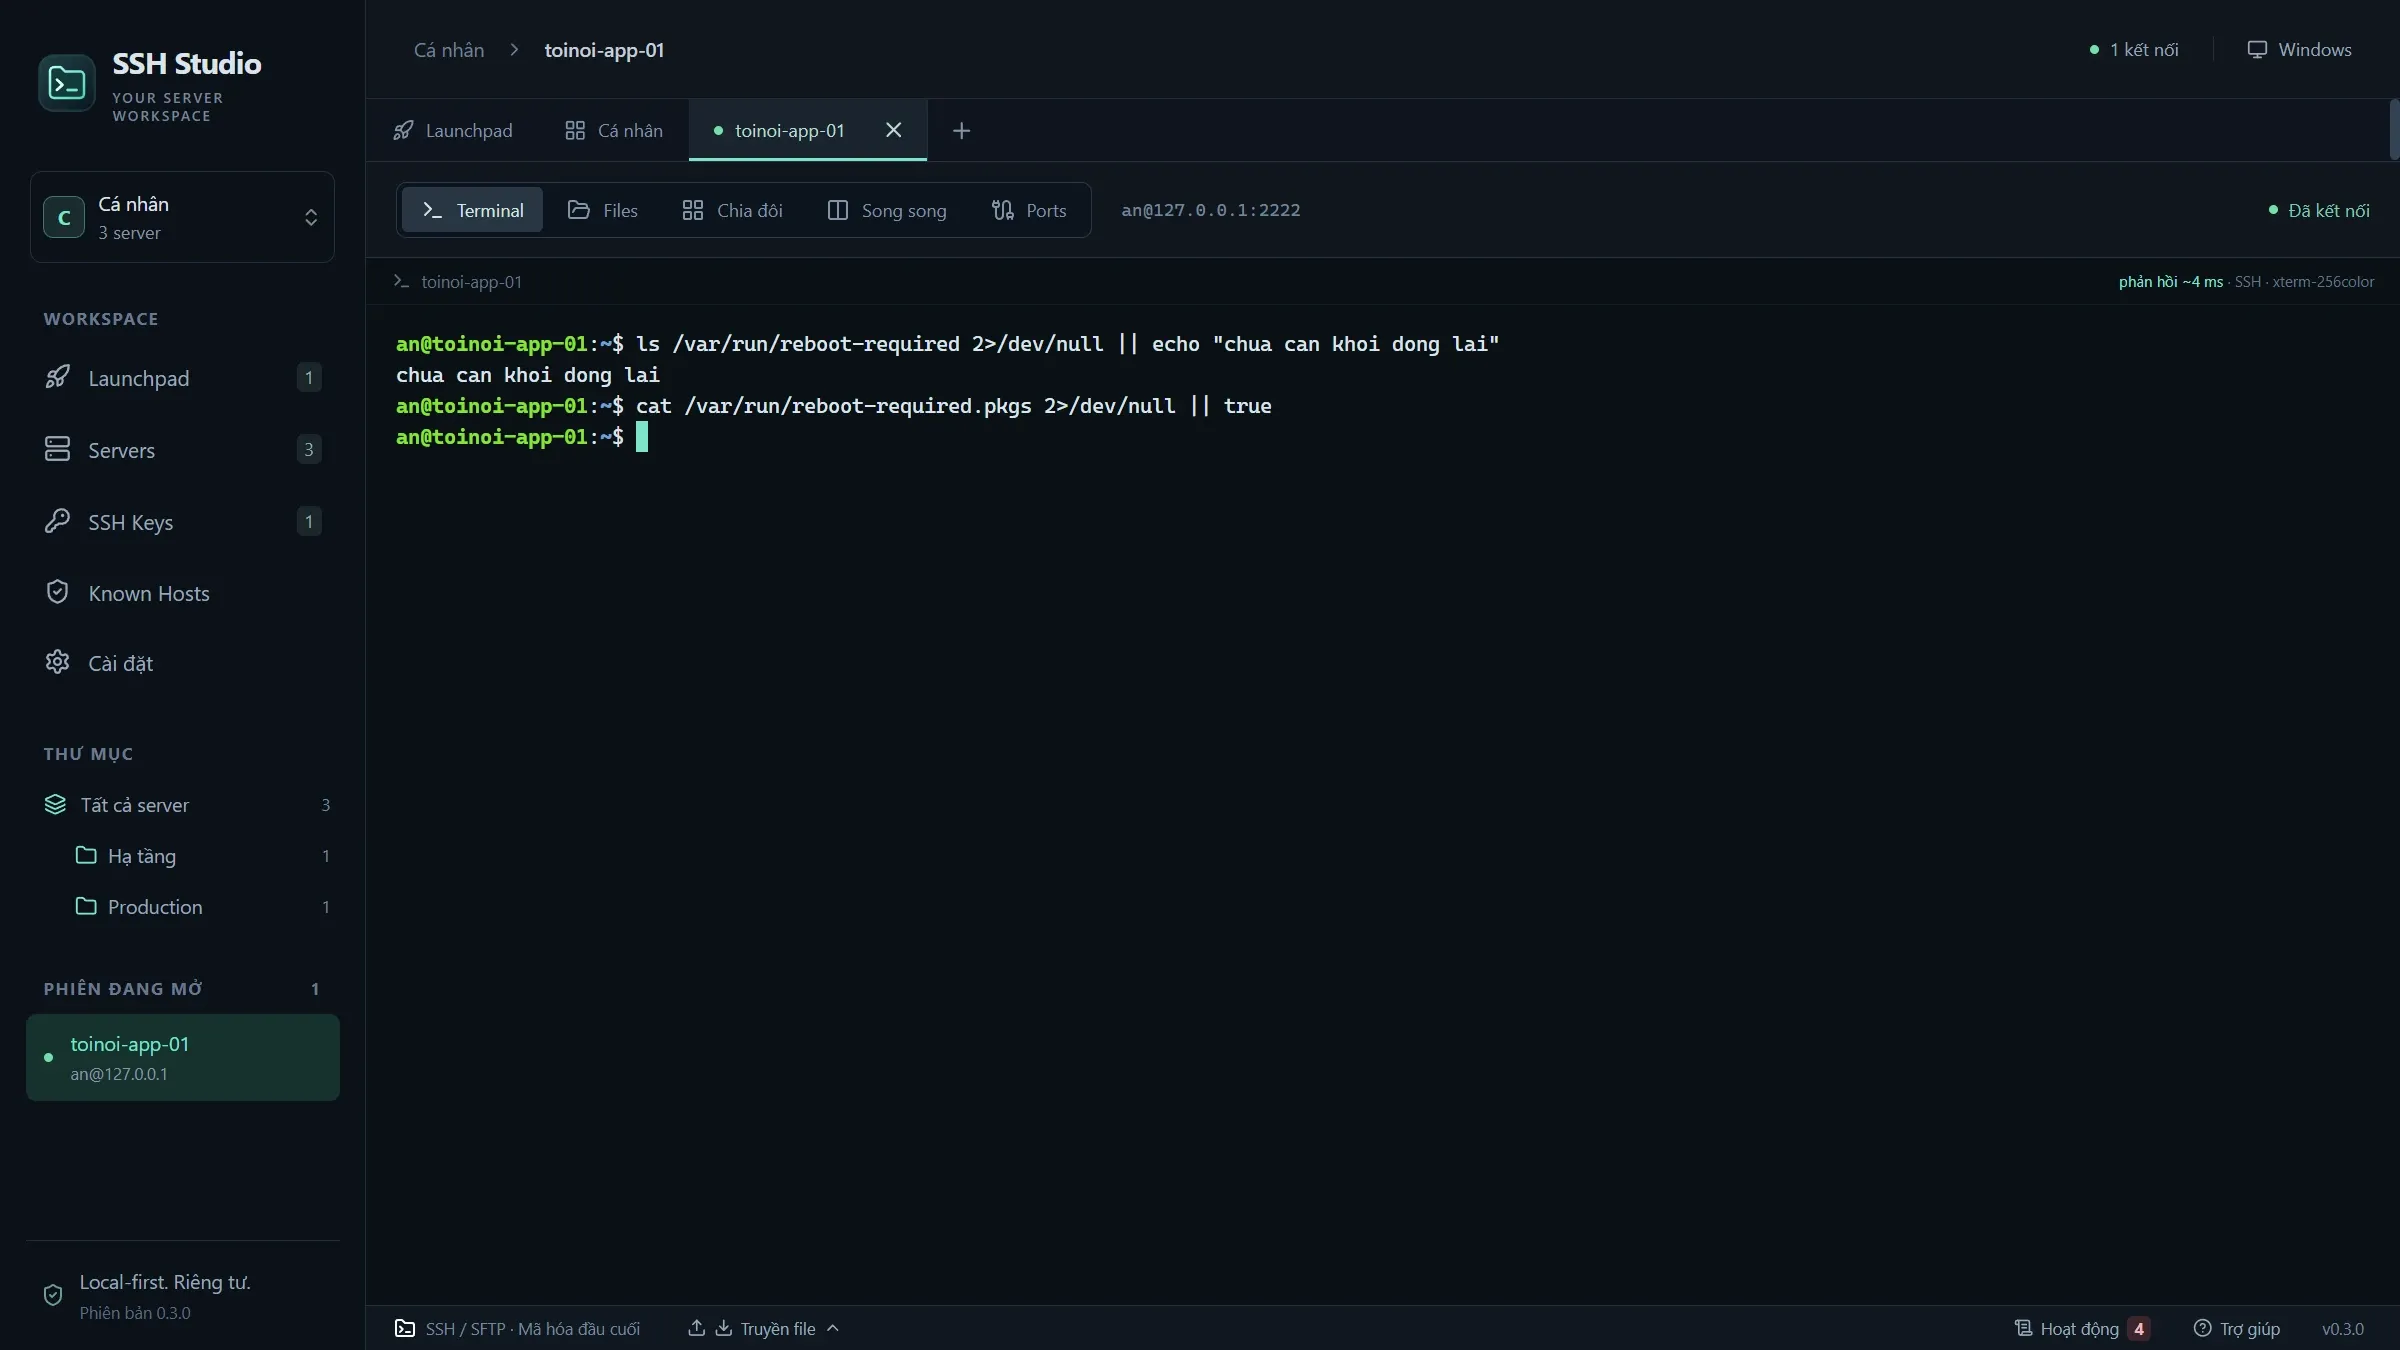 SSH Studio
YOUR SERVER
WORKSPACE
C
Cá nhân
3 server
WORKSPACE
Launchpad 1
Servers 3
SSH Keys 1
Known Hosts
Cài đặt
THƯ MỤC
Tất cả server 3
Hạ tầng 1
Production 1
PHIÊN ĐANG MỞ 1
toinoi-app-01
an@127.0.0.1
Local-first. Riêng tư.
Phiên bản 0.3.0
Cá nhân > toinoi-app-01
1 kết nối
Windows
Launchpad
Cá nhân
toinoi-app-01
Terminal
Files
Chia đôi
Song song
Ports
an@127.0.0.1:2222
Đã kết nối
toinoi-app-01
phản hồi ~4 ms · SSH · xterm-256color
an@toinoi-app-01:~$ ls /var/run/reboot-required 2>/dev/null || echo "chua can khoi dong lai"
chua can khoi dong lai
an@toinoi-app-01:~$ cat /var/run/reboot-required.pkgs 2>/dev/null || true
an@toinoi-app-01:~$
SSH / SFTP · Mã hóa đầu cuối
Truyền file
Hoạt động 4
Trợ giúp
v0.3.0